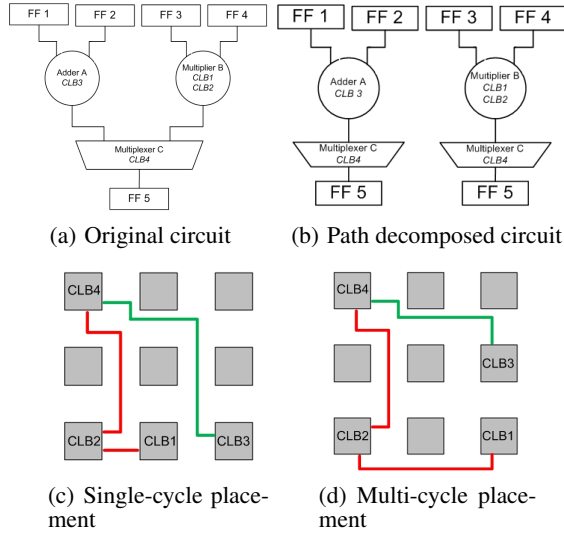 FF 1
FF 2
FF 3
FF 4
Adder A
CLB3
Multiplier B
CLB1
CLB2
Multiplexer C
CLB4
FF 5
(a) Original circuit
FF 1
FF 2
FF 3
FF 4
Adder A
CLB 3
Multiplier B
CLB1
CLB2
Multiplexer C
CLB4
Multiplexer C
CLB4
FF 5
FF 5
(b) Path decomposed circuit
CLB4
CLB2
CLB1
CLB3
(c) Single-cycle place-
ment
CLB4
CLB3
CLB2
CLB1
(d) Multi-cycle place-
ment